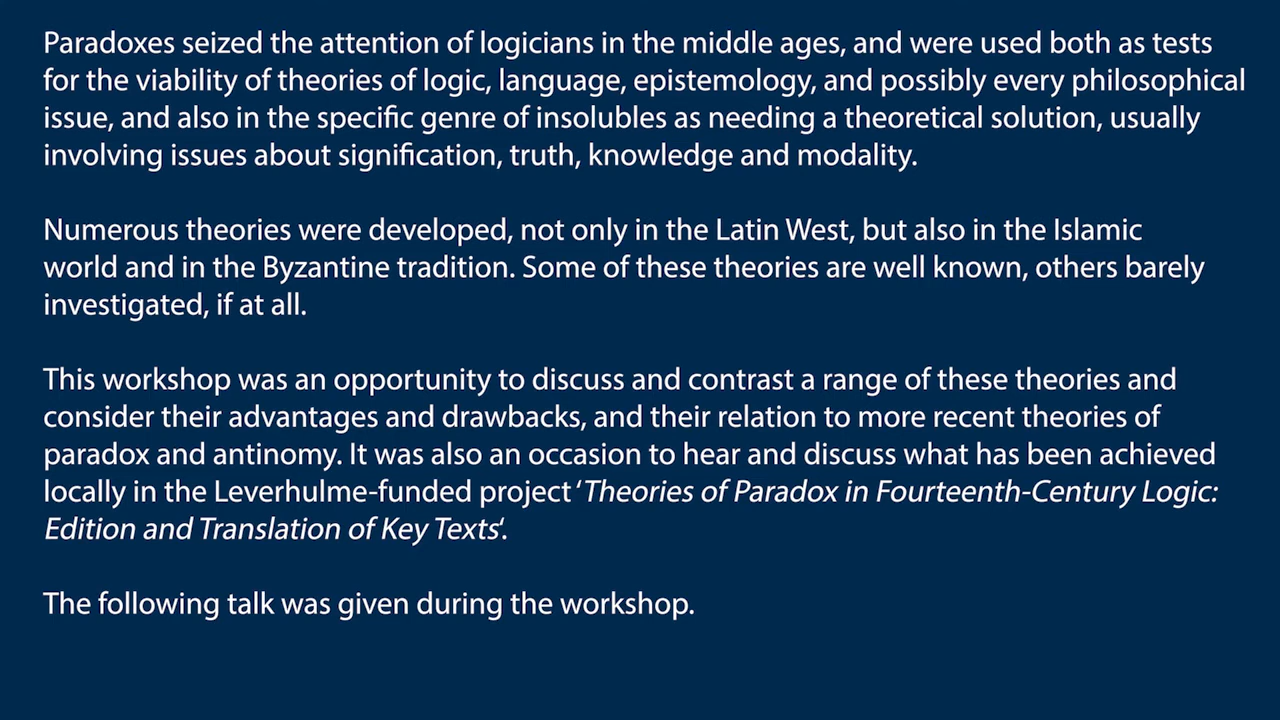 Paradoxes seized the attention of logicians in the middle ages, and were used both as tests
for the viability of theories of logic, language, epistemology, and possibly every philosophical
issue, and also in the specific genre of insolubles as needing a theoretical solution, usually
involving issues about signification, truth, knowledge and modality.
Numerous theories were developed, not only in the Latin West, but also in the Islamic
world and in the Byzantine tradition. Some of these theories are well known, others barely
investigated, if at all.
This workshop was an opportunity to discuss and contrast a range of these theories and
consider their advantages and drawbacks, and their relation to more recent theories of
paradox and antinomy. It was also an occasion to hear and discuss what has been achieved
locally in the Leverhulme-funded project ‘Theories of Paradox in Fourteenth-Century Logic:
Edition and Translation of Key Texts‘.
The following talk was given during the workshop.